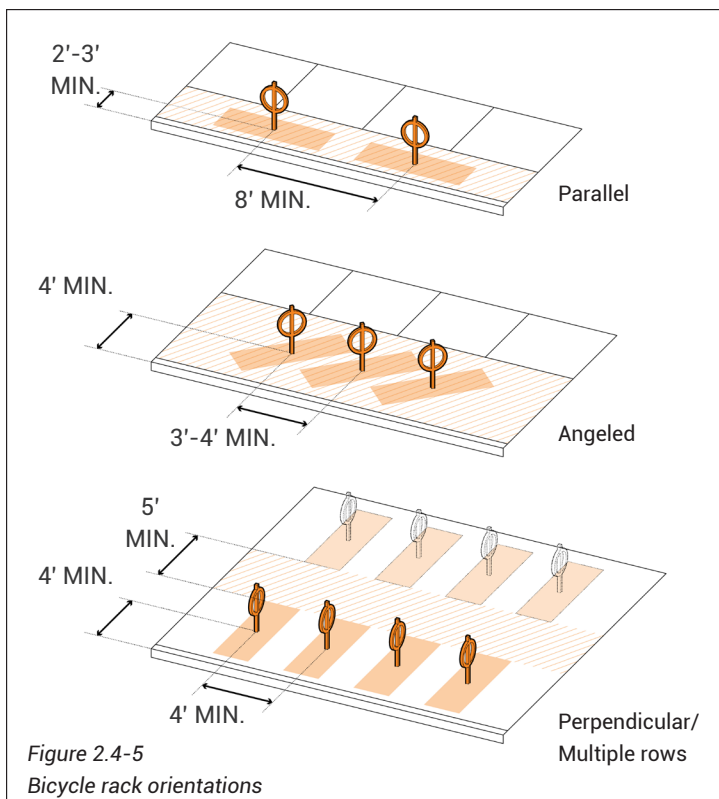 2'-3'
MIN.
8' MIN.
Parallel
4' MIN.
3'-4' MIN.
Angeled
5'
MIN.
4' MIN.
4' MIN.
Perpendicular/
Multiple rows
Figure 2.4-5
Bicycle rack orientations